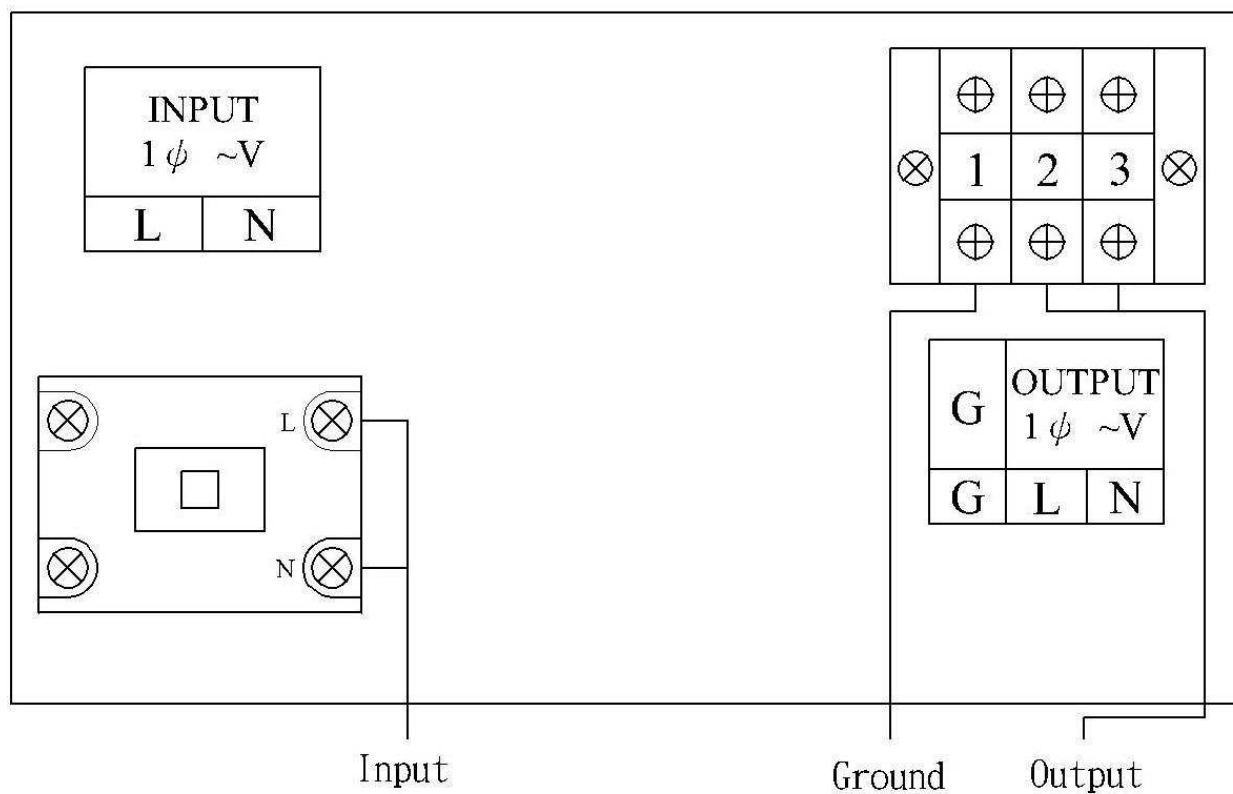 INPUT
1ϕ ~V
L N
1 2 3
L
N
G
OUTPUT
1ϕ ~V
G L N
Input
Ground
Output